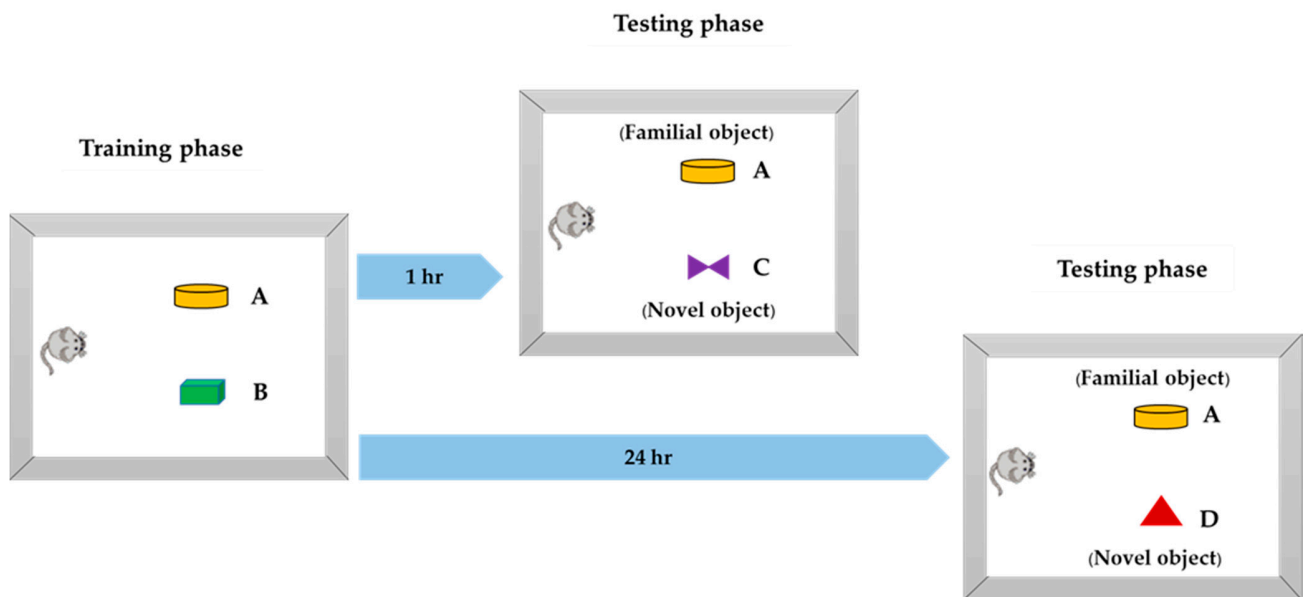 Training phase
A
B
1 hr
24 hr
Testing phase
(Familial object)
A
C
(Novel object)
Testing phase
(Familial object)
A
D
(Novel object)